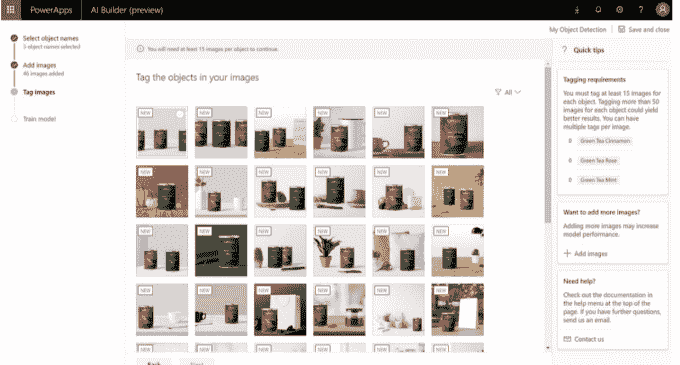 PowerApps
AI Builder (preview)
My Object Detection
Save and close
Select object names
Add images
46 images added
Tag images
Train model
You will need at least 15 images per object to continue.
Tag the objects in your images
All
NEW NEW NEW NEW NEW NEW
NEW NEW NEW NEW NEW NEW
NEW NEW NEW NEW NEW NEW
NEW NEW NEW NEW NEW NEW
NEW NEW NEW NEW NEW NEW
Back
Next
Quick tips
Tagging requirements
You must tag at least 15 images for
each object. Tagging more than 50
images for each object could yield
better results. You can have
multiple tags per image.
0 Green Tea Cinnamon
0 Green Tea Rose
0 Green Tea Mint
Want to add more images?
Adding more images may increase
model performance.
Add images
Need help?
Check out the documentation in
the help menu at the top of the
page. If you have further questions,
send us an email.
Contact us